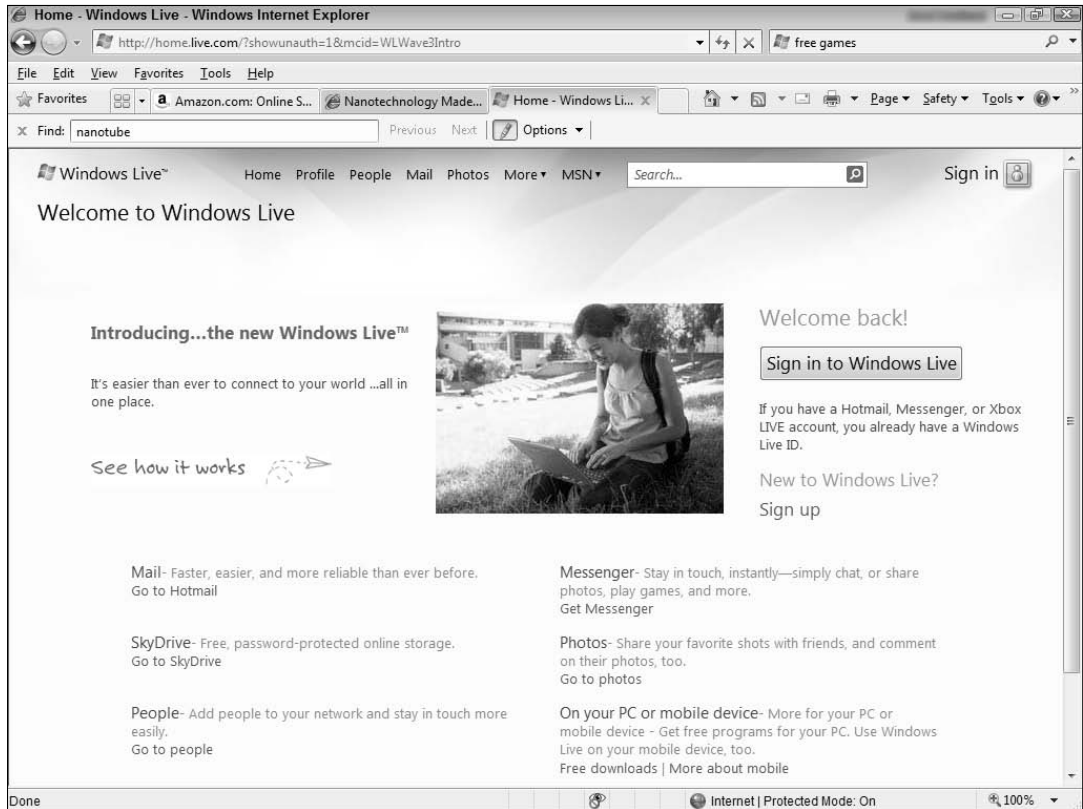 Home - Windows Live - Windows Internet Explorer
http://home.live.com/?showunauth=1&mcid=WLWave3Intro
free games
File Edit View Favorites Tools Help
Favorites
Amazon.com: Online S...
Nanotechnology Made...
Home - Windows Li...
Page Safety Tools
Find: nanotube
Previous Next
Options
Windows Live™
Home Profile People Mail Photos More MSN
Search...
Sign in
Welcome to Windows Live
Introducing...the new Windows Live™
It's easier than ever to connect to your world ...all in
one place.
See how it works
Welcome back!
Sign in to Windows Live
If you have a Hotmail, Messenger, or Xbox
LIVE account, you already have a Windows
Live ID.
New to Windows Live?
Sign up
Mail- Faster, easier, and more reliable than ever before.
Go to Hotmail
Messenger- Stay in touch, instantly—simply chat, or share
photos, play games, and more.
Get Messenger
SkyDrive- Free, password-protected online storage.
Go to SkyDrive
Photos- Share your favorite shots with friends, and comment
on their photos, too.
Go to photos
People- Add people to your network and stay in touch more
easily.
Go to people
On your PC or mobile device- More for your PC or
mobile device - Get free programs for your PC. Use Windows
Live on your mobile device, too.
Free downloads | More about mobile
Done
Internet | Protected Mode: On
100%